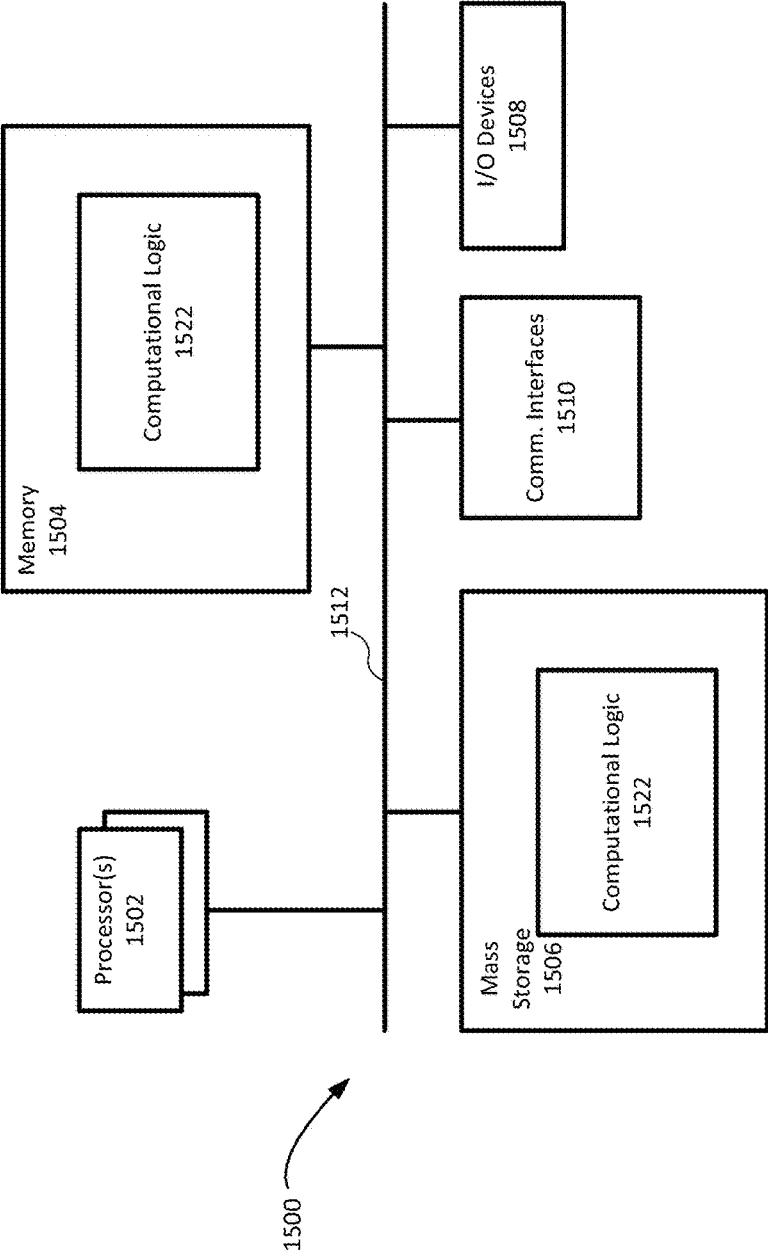 Processor(s)
1502
Memory
1504
Computational Logic
1522
1512
Mass
Storage
1506
Computational Logic
1522
Comm. Interfaces
1510
I/O Devices
1508
1500